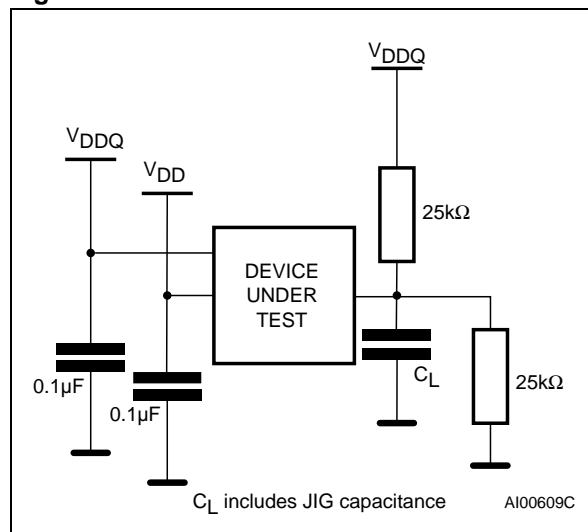 VDDQ
VDDQ
VDD
25kΩ
DEVICE
UNDER
TEST
0.1µF
0.1µF
CL
25kΩ
CL includes JIG capacitance
AI00609C